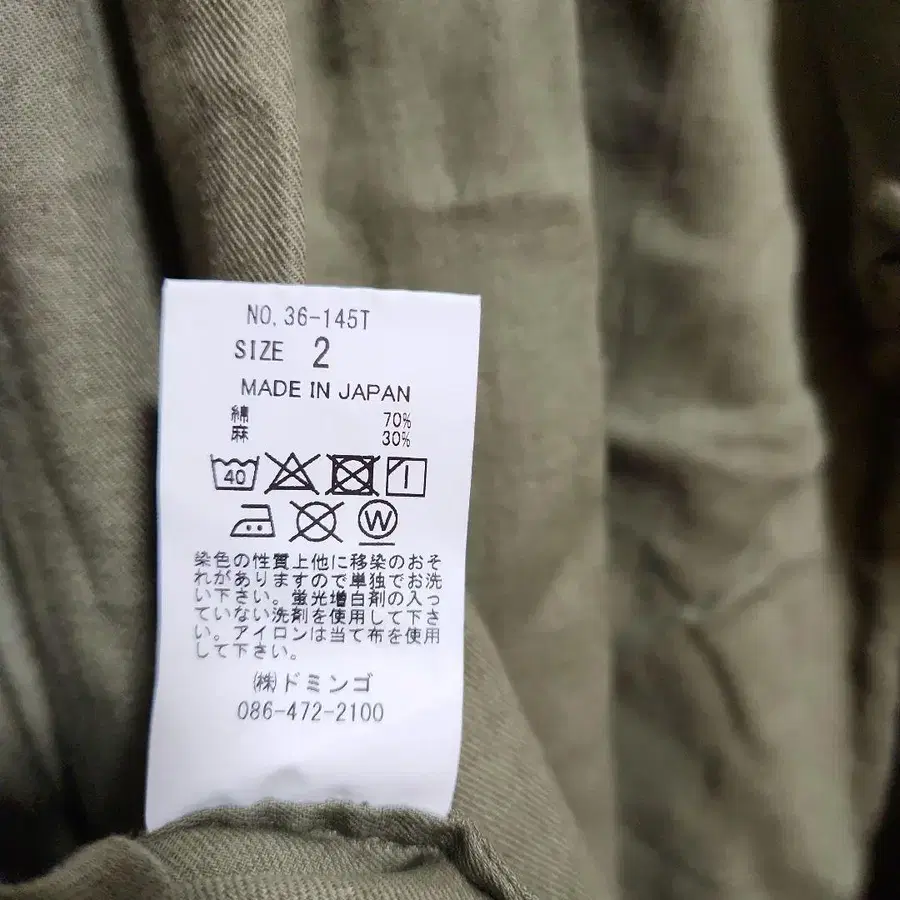 NO. 36-145T
SIZE 2
MADE IN JAPAN
綿 70%
麻 30%
40
W
染色の性質上他に移染のおそ
れがありますので単独でお洗
い下さい。蛍光増白剤の入っ
ていない洗剤を使用して下さ
い。アイロンは当て布を使用
して下さい。
㈱ドミンゴ
086-472-2100